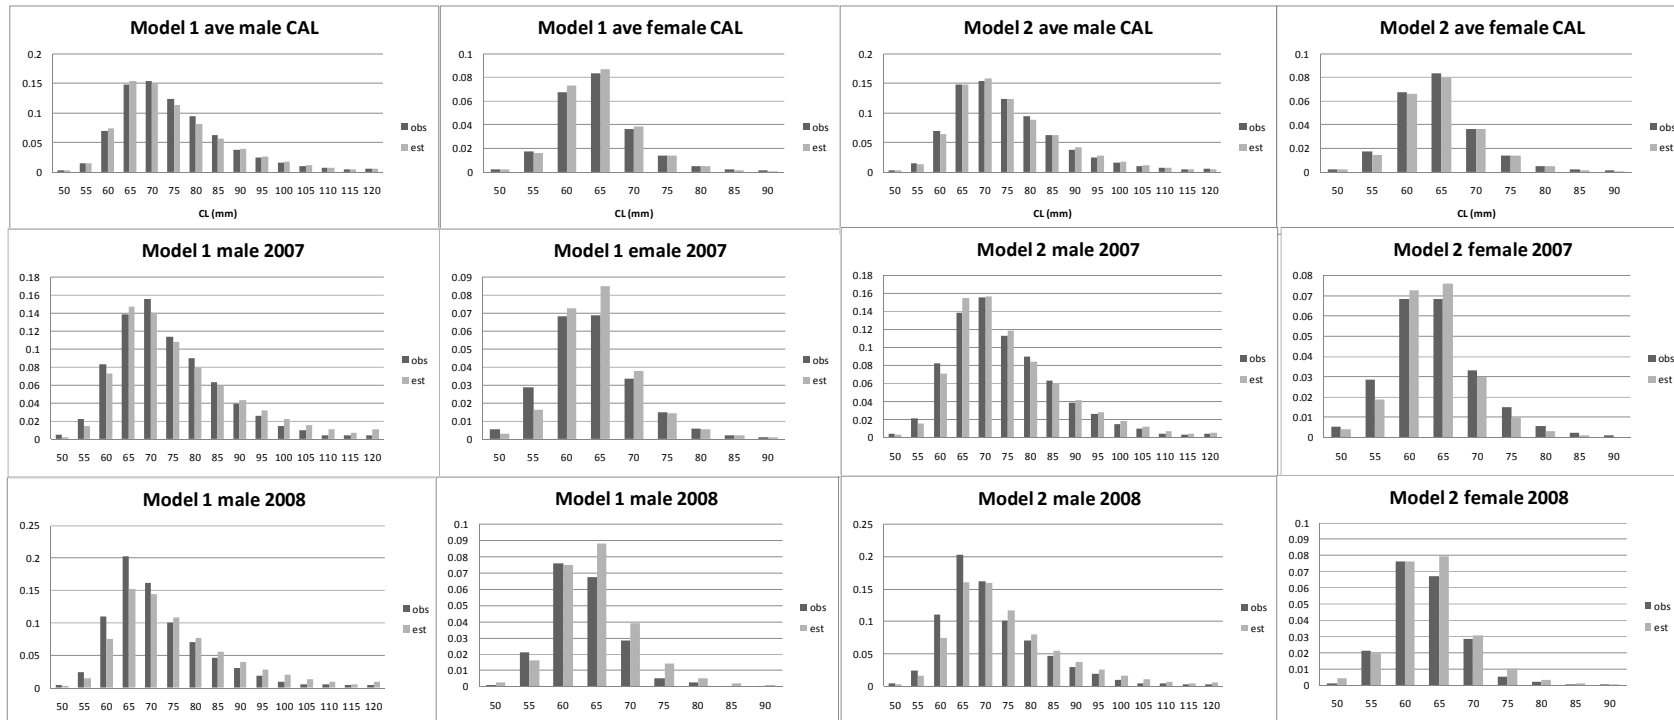 Model 1 ave male CAL
0.2
0.15
0.1
0.05
0
50 55 60 65 70 75 80 85 90 95 100 105 110 115 120
CL (mm)
obs
est
Model 1 ave female CAL
0.1
0.08
0.06
0.04
0.02
0
50 55 60 65 70 75 80 85 90
obs
est
Model 2 ave male CAL
0.2
0.15
0.1
0.05
0
50 55 60 65 70 75 80 85 90 95 100 105 110 115 120
CL (mm)
obs
est
Model 2 ave female CAL
0.1
0.08
0.06
0.04
0.02
0
50 55 60 65 70 75 80 85 90
CL (mm)
obs
est
Model 1 male 2007
0.18
0.16
0.14
0.12
0.1
0.08
0.06
0.04
0.02
0
50 55 60 65 70 75 80 85 90 95 100 105 110 115 120
obs
est
Model 1 emale 2007
0.09
0.08
0.07
0.06
0.05
0.04
0.03
0.02
0.01
0
50 55 60 65 70 75 80 85 90
obs
est
Model 2 male 2007
0.18
0.16
0.14
0.12
0.1
0.08
0.06
0.04
0.02
0
50 55 60 65 70 75 80 85 90 95 100 105 110 115 120
obs
est
Model 2 female 2007
0.08
0.07
0.06
0.05
0.04
0.03
0.02
0.01
0
50 55 60 65 70 75 80 85 90
obs
est
Model 1 male 2008
0.25
0.2
0.15
0.1
0.05
0
50 55 60 65 70 75 80 85 90 95 100 105 110 115 120
obs
est
Model 1 male 2008
0.1
0.09
0.08
0.07
0.06
0.05
0.04
0.03
0.02
0.01
0
50 55 60 65 70 75 80 85 90
obs
est
Model 2 male 2008
0.25
0.2
0.15
0.1
0.05
0
50 55 60 65 70 75 80 85 90 95 100 105 110 115 120
obs
est
Model 2 female 2008
0.1
0.09
0.08
0.07
0.06
0.05
0.04
0.03
0.02
0.01
0
50 55 60 65 70 75 80 85 90
obs
est